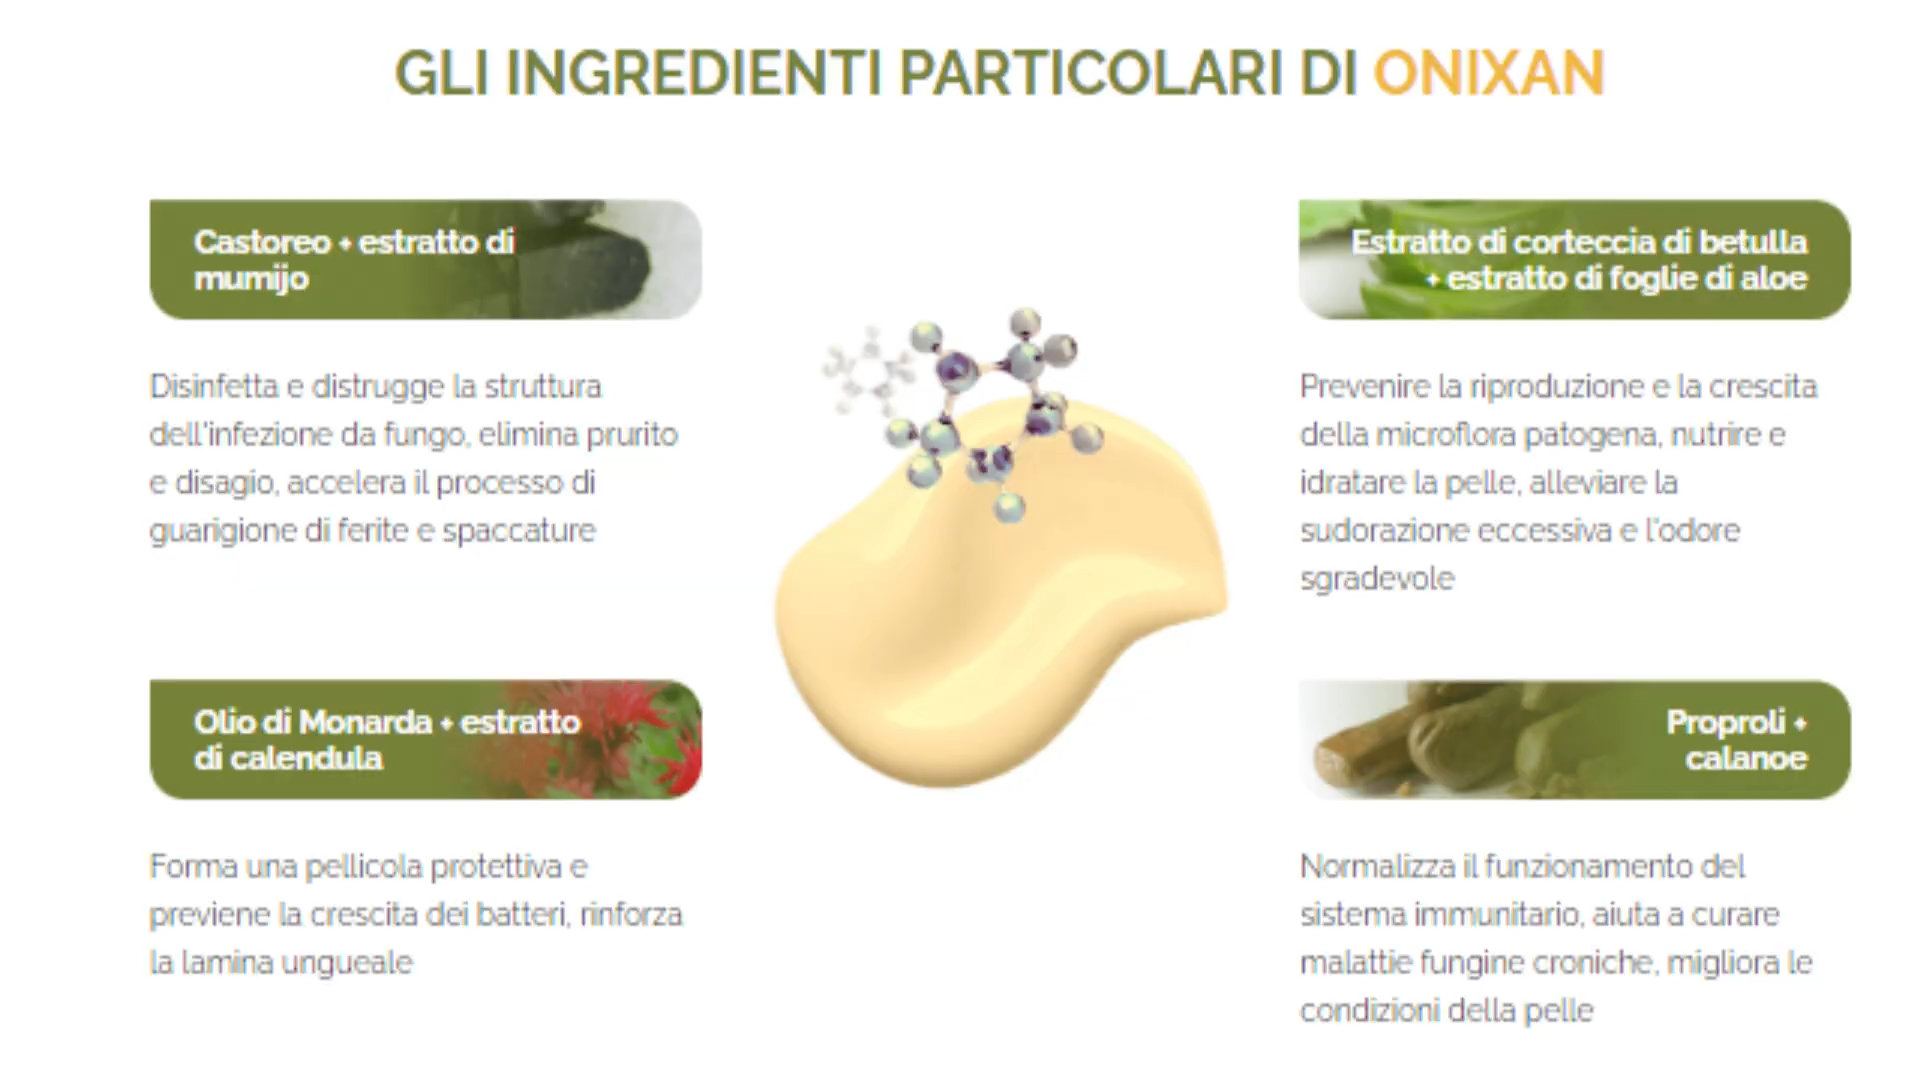 GLI INGREDIENTI PARTICOLARI DI ONIXAN
Castoreo + estratto di
mumijo
Disinfetta e distrugge la struttura
dell'infezione da fungo, elimina prurito
e disagio, accelera il processo di
guarigione di ferite e spaccature
Estratto di corteccia di betulla
+ estratto di foglie di aloe
Prevenire la riproduzione e la crescita
della microflora patogena, nutrire e
idratare la pelle, alleviare la
sudorazione eccessiva e l'odore
sgradevole
Olio di Monarda + estratto
di calendula
Forma una pellicola protettiva e
previene la crescita dei batteri, rinforza
la lamina ungueale
Proproli +
calanoe
Normalizza il funzionamento del
sistema immunitario, aiuta a curare
malattie fungine croniche, migliora le
condizioni della pelle